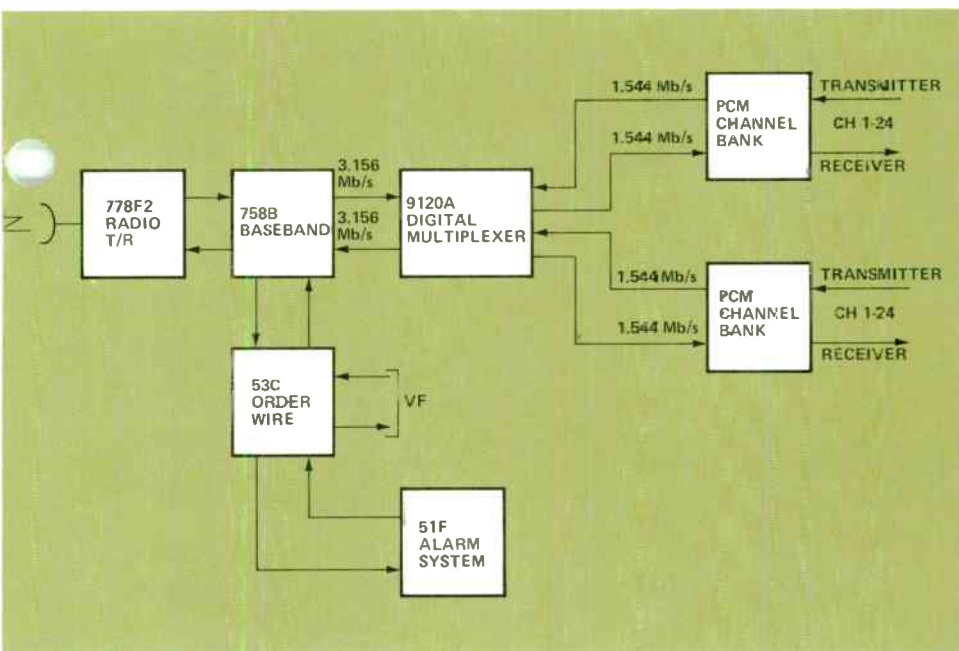 1.544 Mb/s
PCM
CHANNEL
BANK
TRANSMITTER
CH 1-24
RECEIVER
1.544 Mb/s
778F2
RADIO
T/R
758B
BASEBAND
3.156
Mb/s
3.156
Mb/s
9120A
DIGITAL
MULTIPLEXER
1.544 Mb/s
1.544 Mb/s
PCM
CHANNEL
BANK
TRANSMITTER
CH 1-24
RECEIVER
53C
ORDER
WIRE
VF
51F
ALARM
SYSTEM